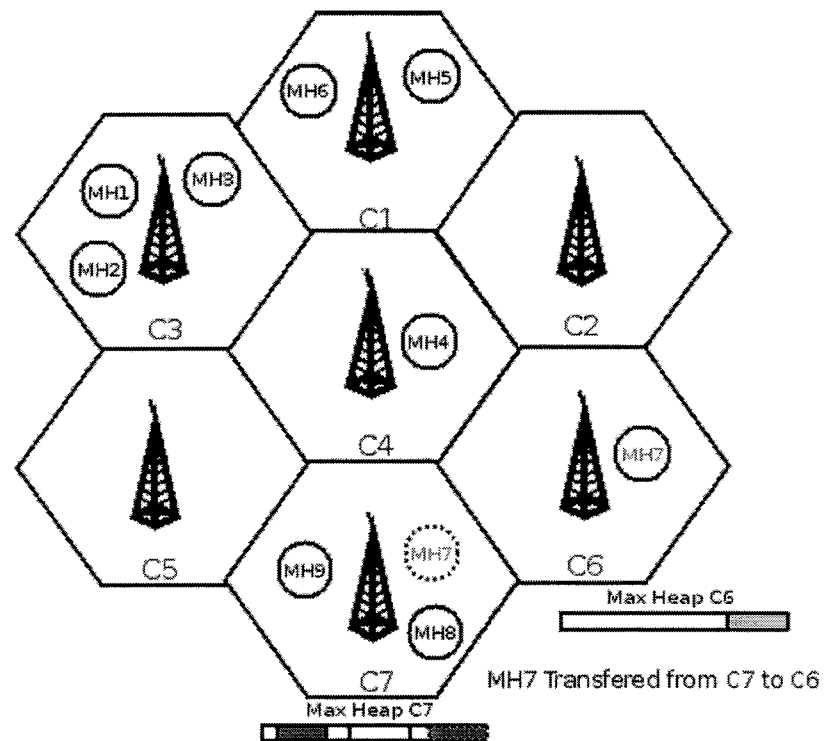 MH6
MH5
C1
MH1
MH3
MH2
C3
C2
MH4
C4
MH7
C5
C6
MH9
MH7
MH8
C7
Max Heap C6
MH7 Transfered from C7 to C6
Max Heap C7